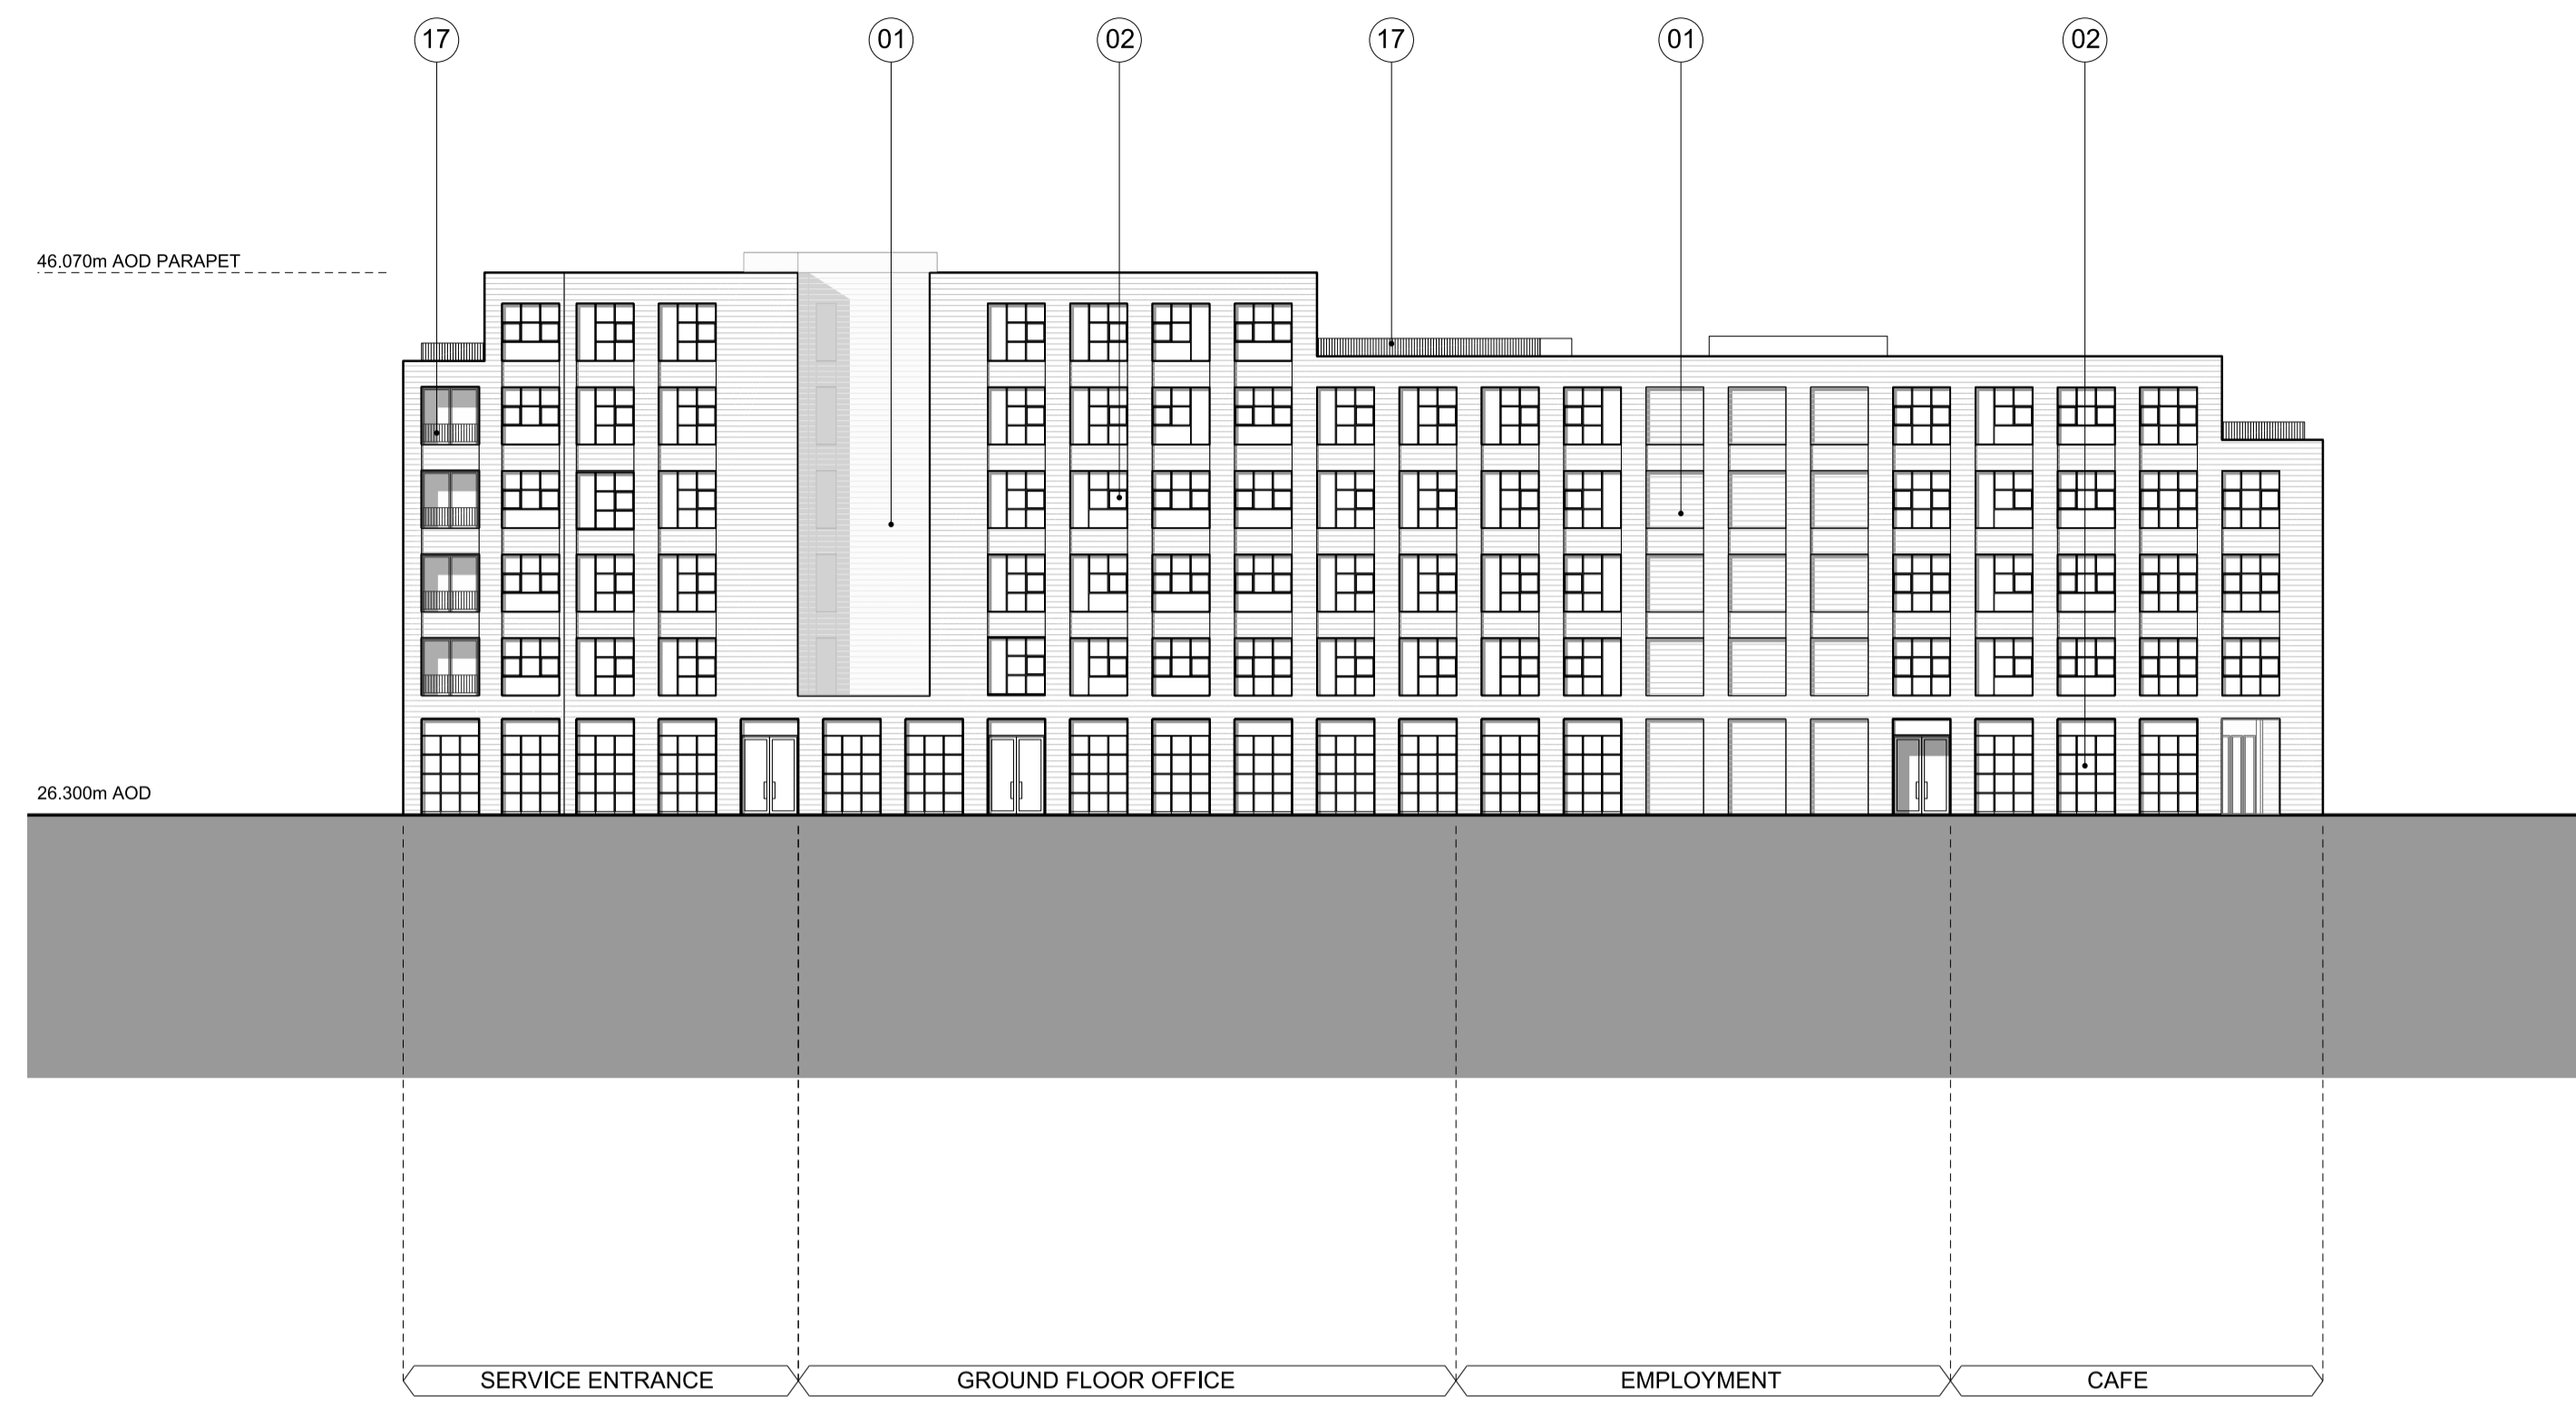 17
01
02
17
01
02
46.070m AOD PARAPET
26.300m AOD
SERVICE ENTRANCE
GROUND FLOOR OFFICE
EMPLOYMENT
CAFE